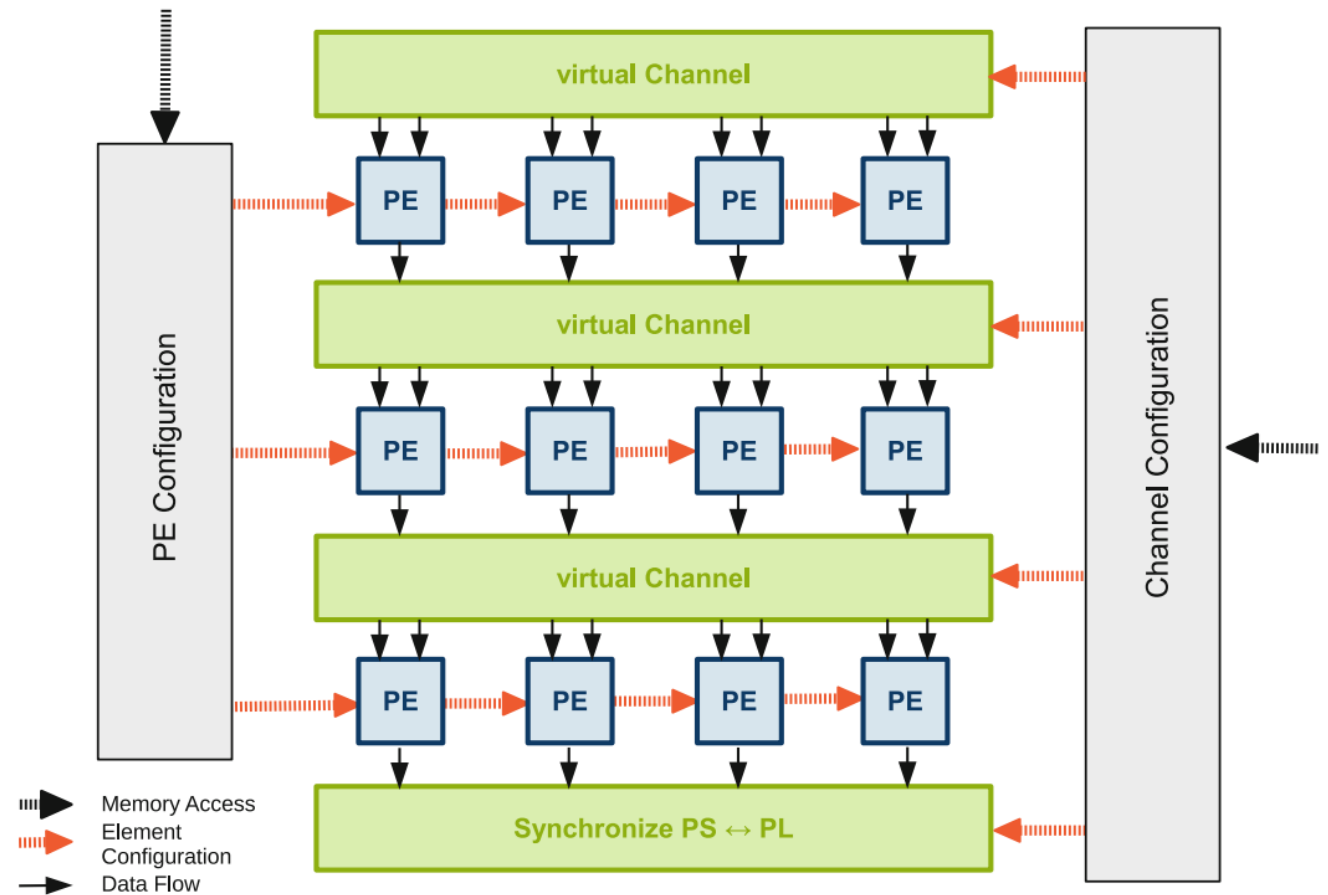 virtual Channel
PE
PE
PE
PE
virtual Channel
PE
PE
PE
PE
virtual Channel
PE
PE
PE
PE
Synchronize PS ↔ PL
PE Configuration
Channel Configuration
Memory Access
Element
Configuration
Data Flow